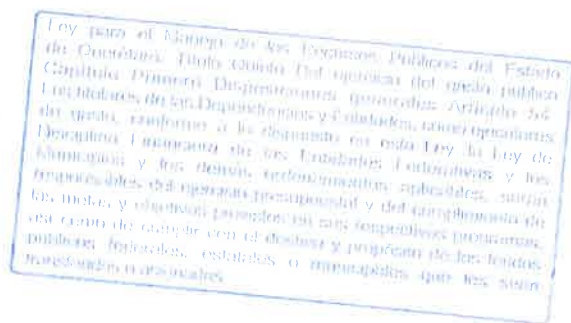 Ley para el Manejo de los Recursos Públicos del Estado
de Querétaro. Título Quinto Del ejercicio del gasto público
Capítulo Primero Disposiciones generales Artículo 54.
Los titulares de las Dependencias y Entidades, como ejecutores
de gasto, conforme a lo dispuesto en esta Ley, la Ley de
Disciplina Financiera de las Entidades Federativas y los
Municipios y los demás ordenamientos aplicables, serán
responsables del ejercicio presupuestal y del cumplimiento de
las metas y objetivos previstos en sus respectivos programas,
así como de cumplir con el destino y propósito de los fondos
públicos federales, estatales o municipales que les sean
transferidos o asignados